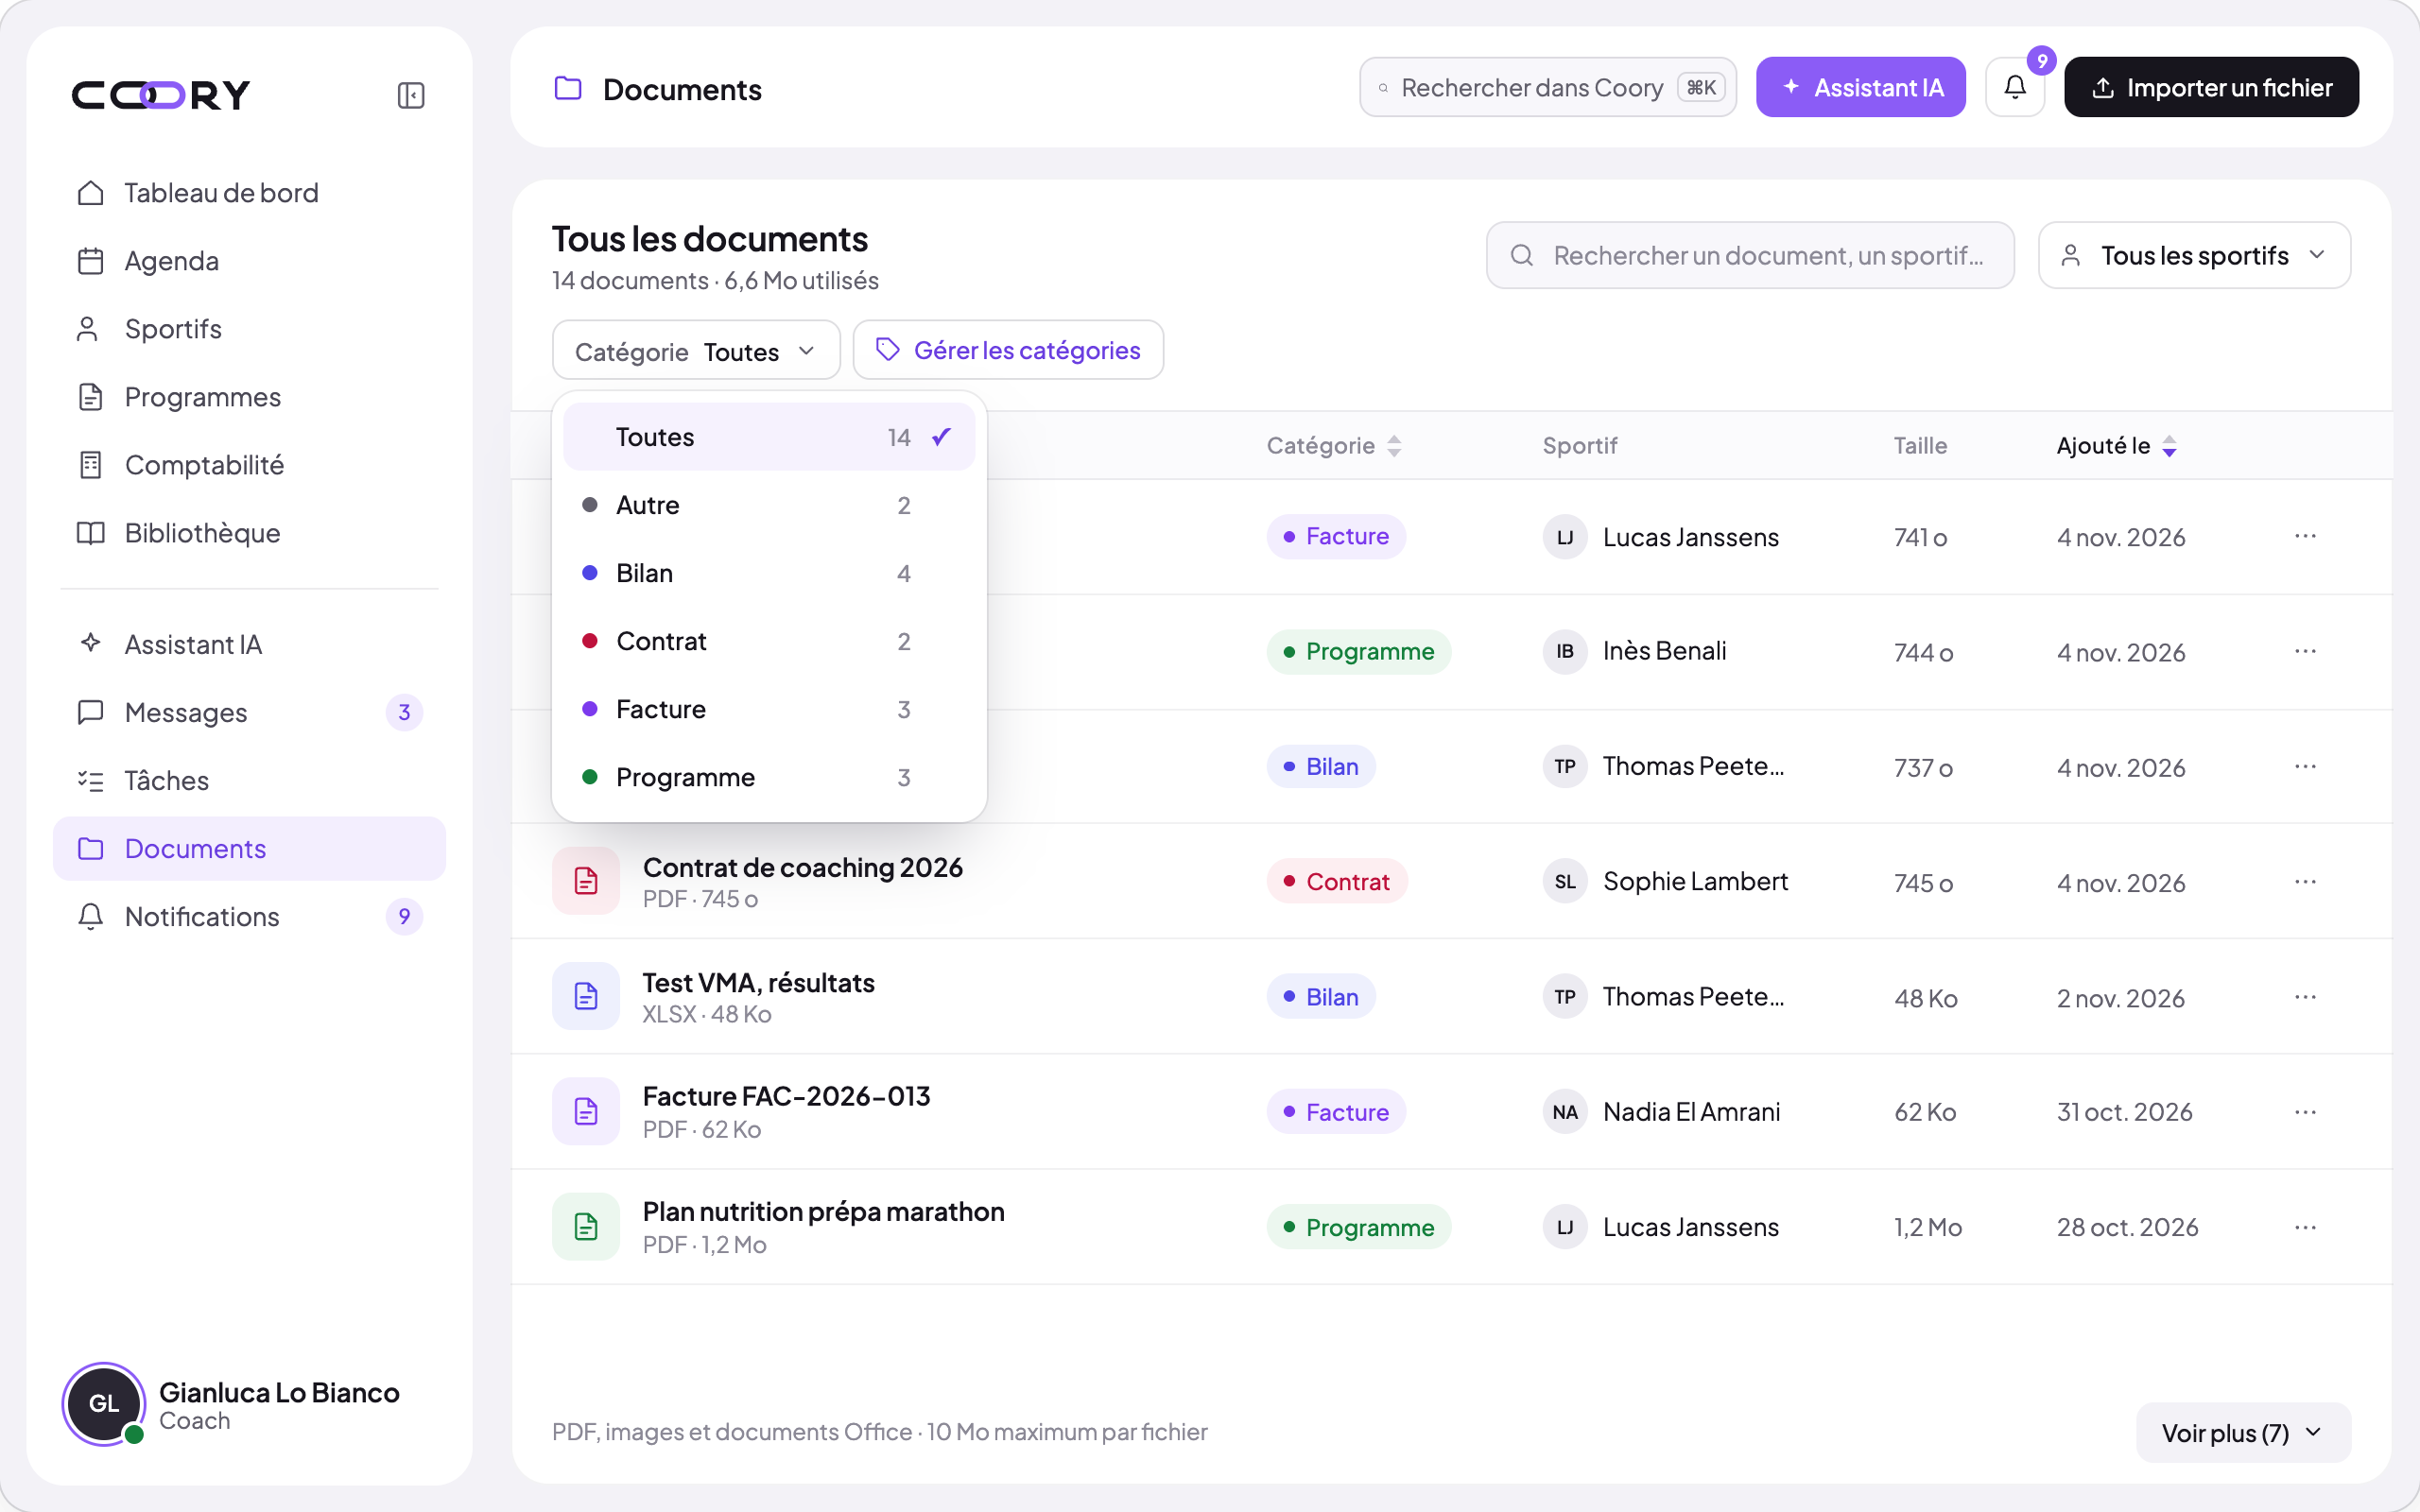 COORY
Tableau de bord
Agenda
Sportifs
Programmes
Comptabilité
Bibliothèque
Assistant IA
Messages 3
Tâches
Documents
Notifications 9
GL
Gianluca Lo Bianco
Coach
Documents
Rechercher dans Coory ⌘K
Assistant IA
9
Importer un fichier
Tous les documents
14 documents · 6,6 Mo utilisés
Rechercher un document, un sportif...
Tous les sportifs
Catégorie Toutes
Gérer les catégories
Toutes 14 ✓
Autre 2
Bilan 4
Contrat 2
Facture 3
Programme 3
Catégorie Sportif Taille Ajouté le
Facture LJ Lucas Janssens 741 o 4 nov. 2026 ...
Programme IB Inès Benali 744 o 4 nov. 2026 ...
Bilan TP Thomas Peete... 737 o 4 nov. 2026 ...
Contrat de coaching 2026
PDF · 745 o
Contrat SL Sophie Lambert 745 o 4 nov. 2026 ...
Test VMA, résultats
XLSX · 48 Ko
Bilan TP Thomas Peete... 48 Ko 2 nov. 2026 ...
Facture FAC-2026-013
PDF · 62 Ko
Facture NA Nadia El Amrani 62 Ko 31 oct. 2026 ...
Plan nutrition prépa marathon
PDF · 1,2 Mo
Programme LJ Lucas Janssens 1,2 Mo 28 oct. 2026 ...
PDF, images et documents Office · 10 Mo maximum par fichier
Voir plus (7)